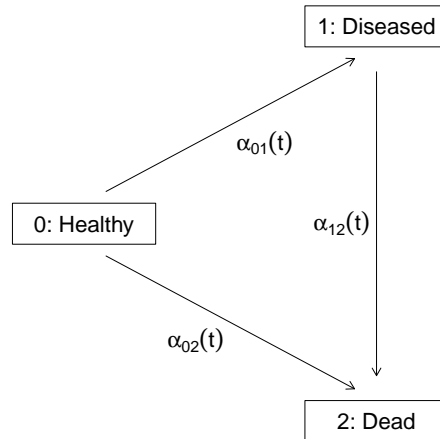 1: Diseased
α₀₁(t)
0: Healthy
α₁₂(t)
α₀₂(t)
2: Dead